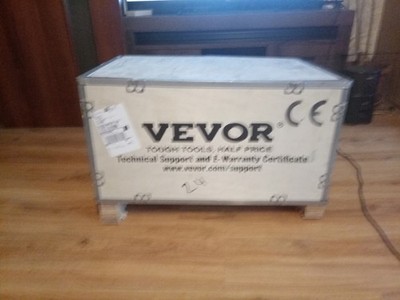 VEVOR®
CE
TOUGH TOOLS, HALF PRICE
Technical Support and E-Warranty Certificate
www.vevor.com/support